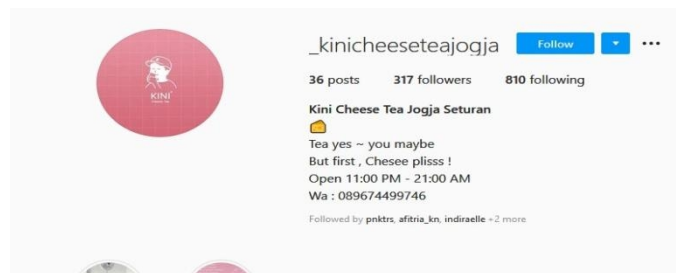 _kinicheeseteajogja Follow
36 posts 317 followers 810 following
Kini Cheese Tea Jogja Seturan
Tea yes ~ you maybe
But first , Chesee plisss !
Open 11:00 PM - 21:00 AM
Wa : 089674499746
Followed by pnktrs, afitria_kn, indiraelle +2 more
KINI